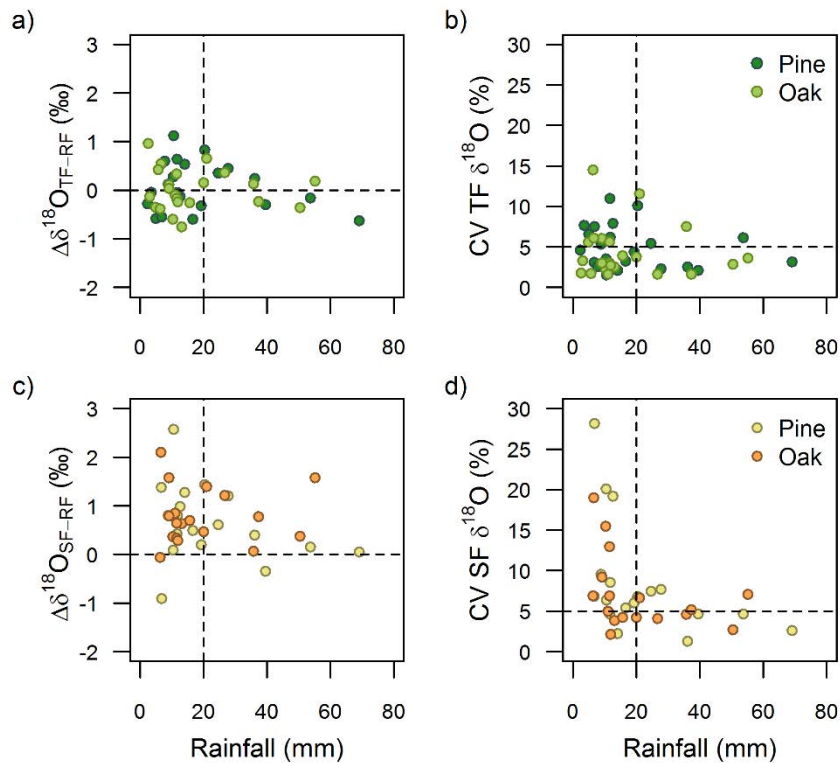 a)
Δδ¹⁸O_TF−RF (‰)
3
2
1
0
-1
-2
0 20 40 60 80
b)
CV TF δ¹⁸O (%)
30
25
20
15
10
5
0
0 20 40 60 80
Pine
Oak
c)
Δδ¹⁸O_SF−RF (‰)
3
2
1
0
-1
-2
0 20 40 60 80
Rainfall (mm)
d)
CV SF δ¹⁸O (%)
30
25
20
15
10
5
0
0 20 40 60 80
Rainfall (mm)
Pine
Oak